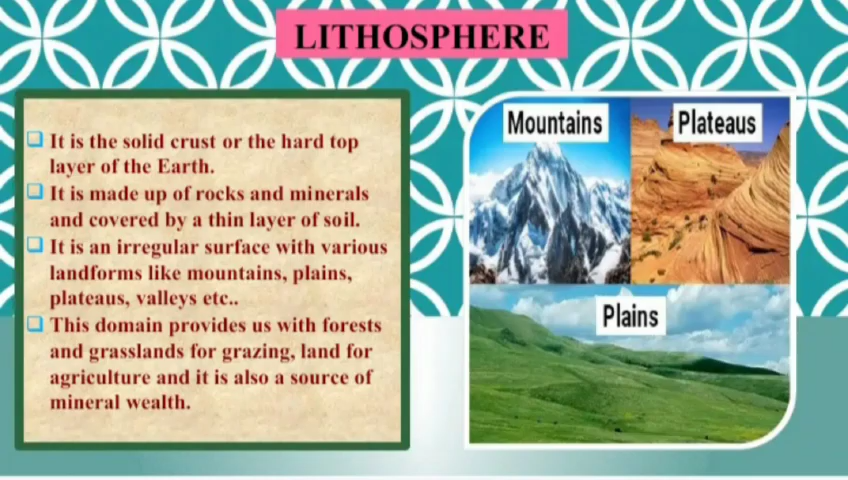 LITHOSPHERE
It is the solid crust or the hard top
layer of the Earth.
It is made up of rocks and minerals
and covered by a thin layer of soil.
It is an irregular surface with various
landforms like mountains, plains,
plateaus, valleys etc..
This domain provides us with forests
and grasslands for grazing, land for
agriculture and it is also a source of
mineral wealth.
Mountains
Plateaus
Plains